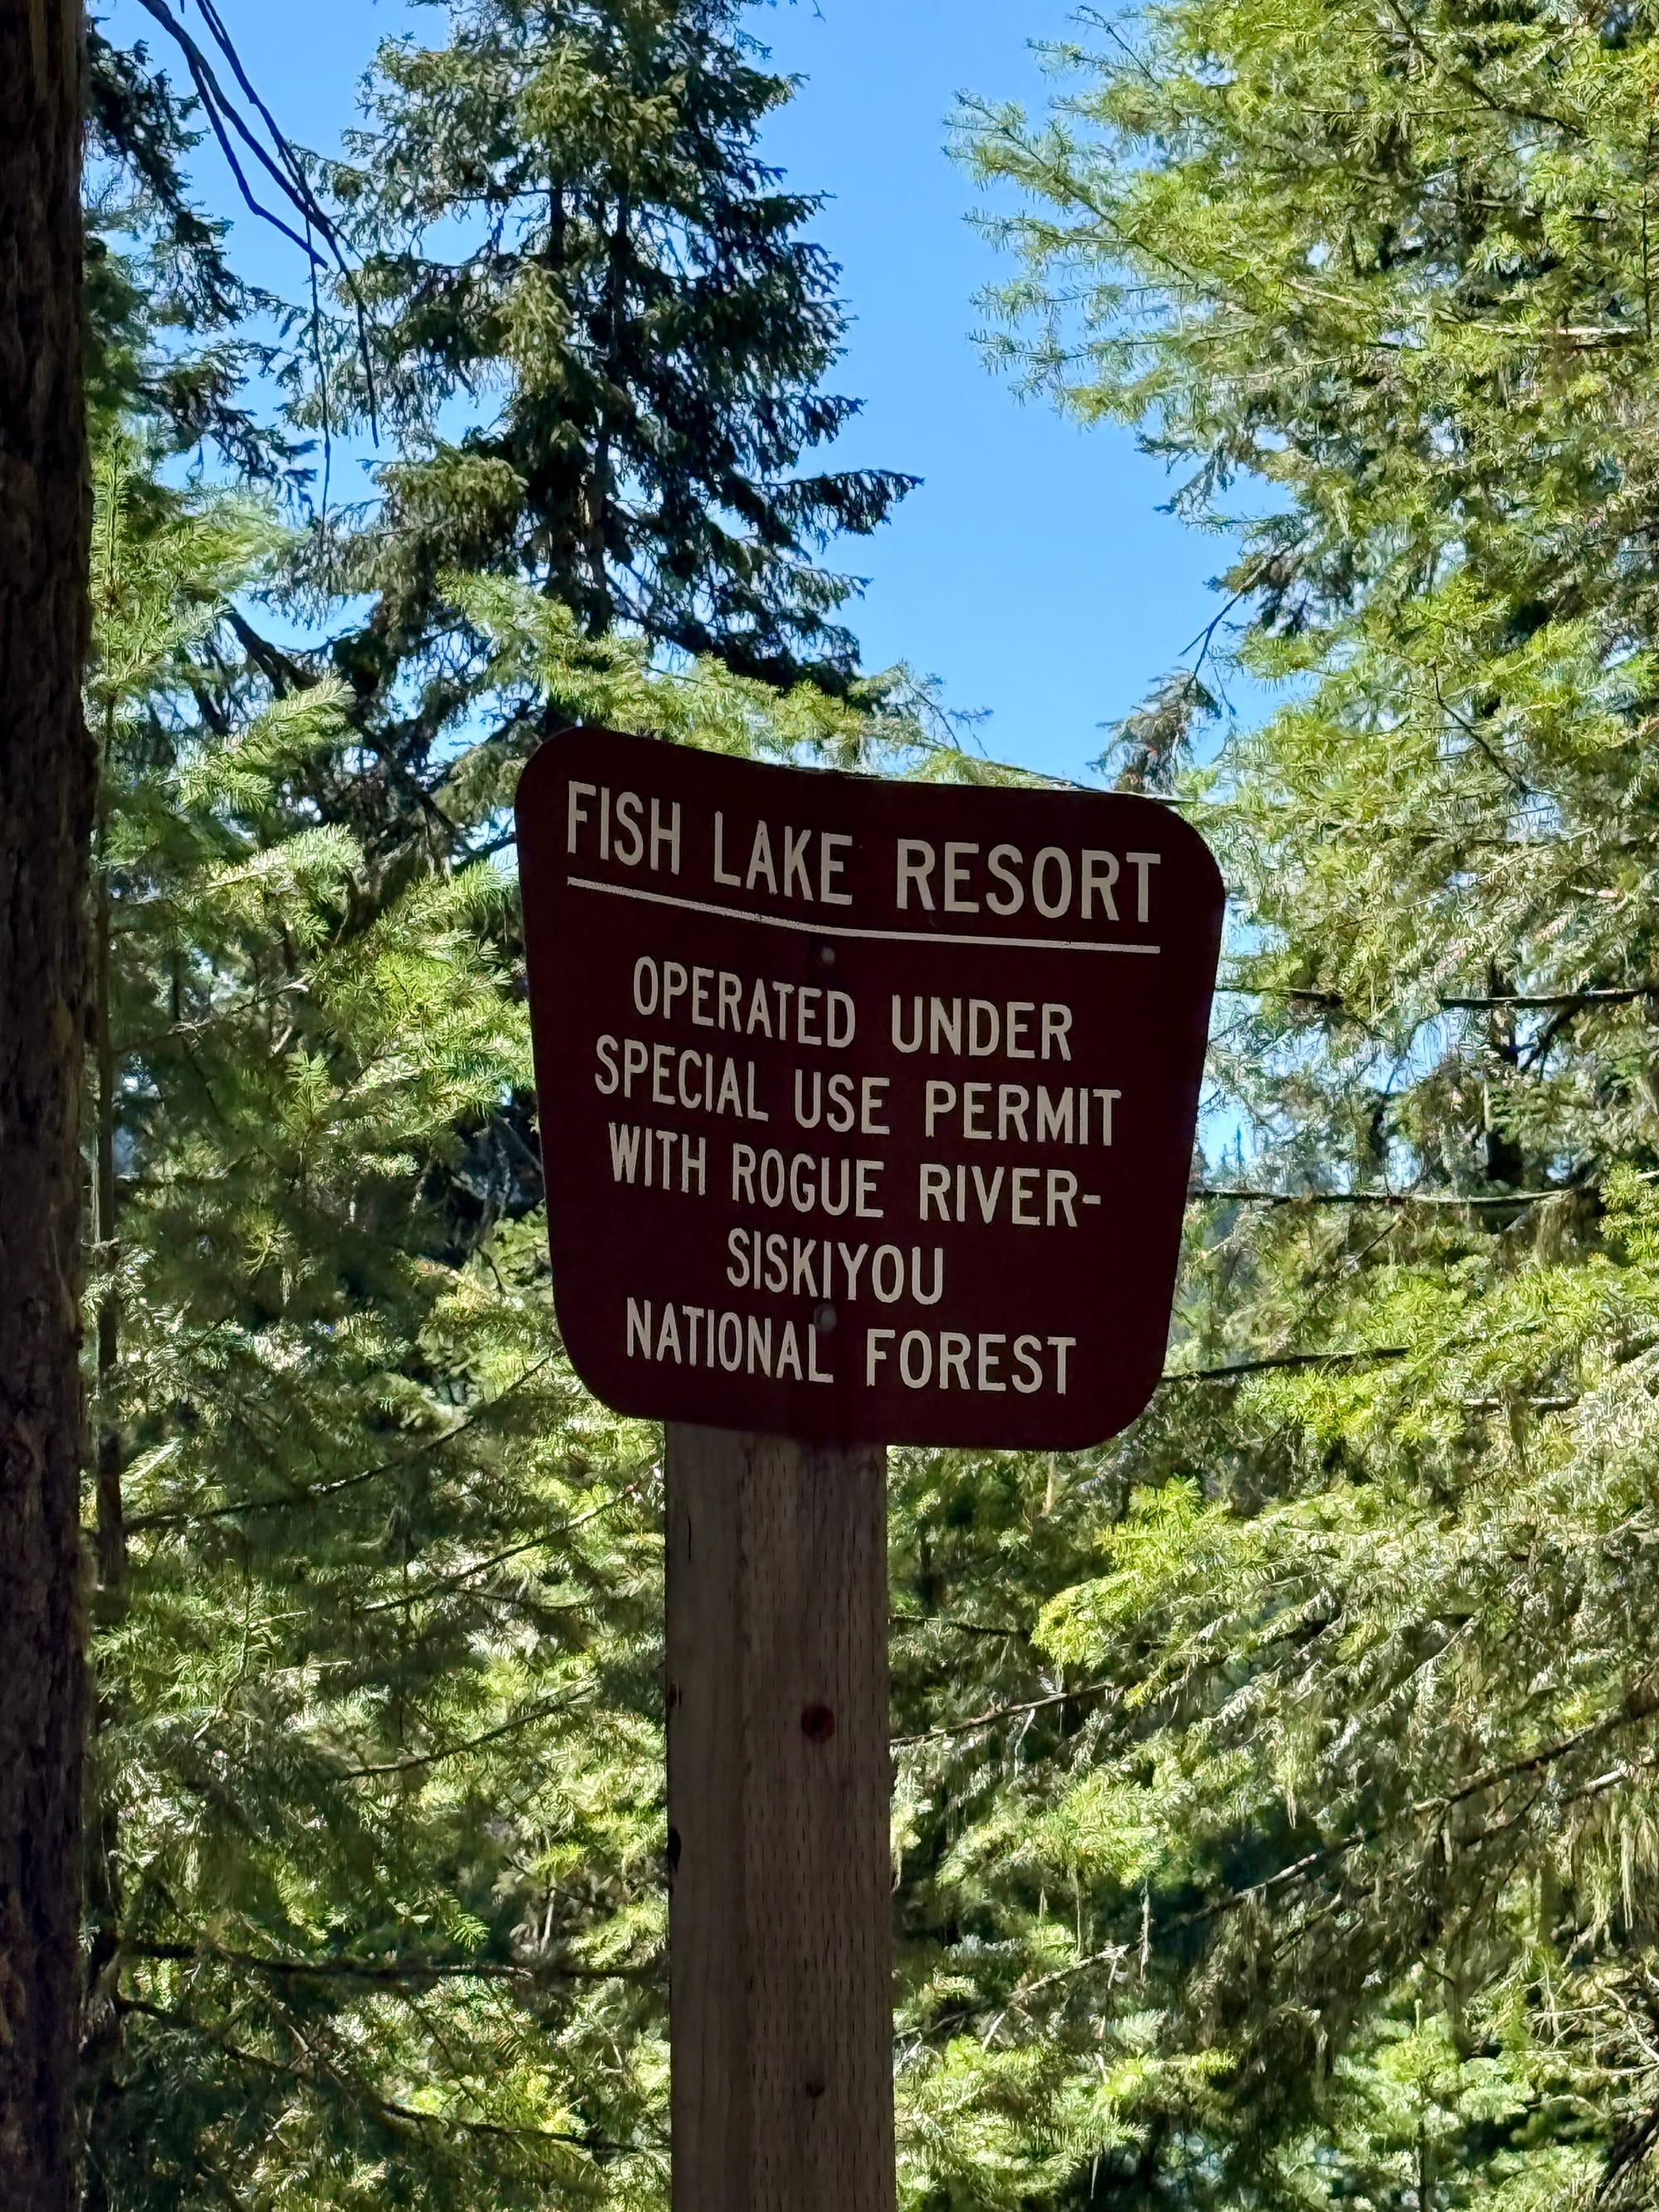 FISH LAKE RESORT
OPERATED UNDER
SPECIAL USE PERMIT
WITH ROGUE RIVER-
SISKIYOU
NATIONAL FOREST